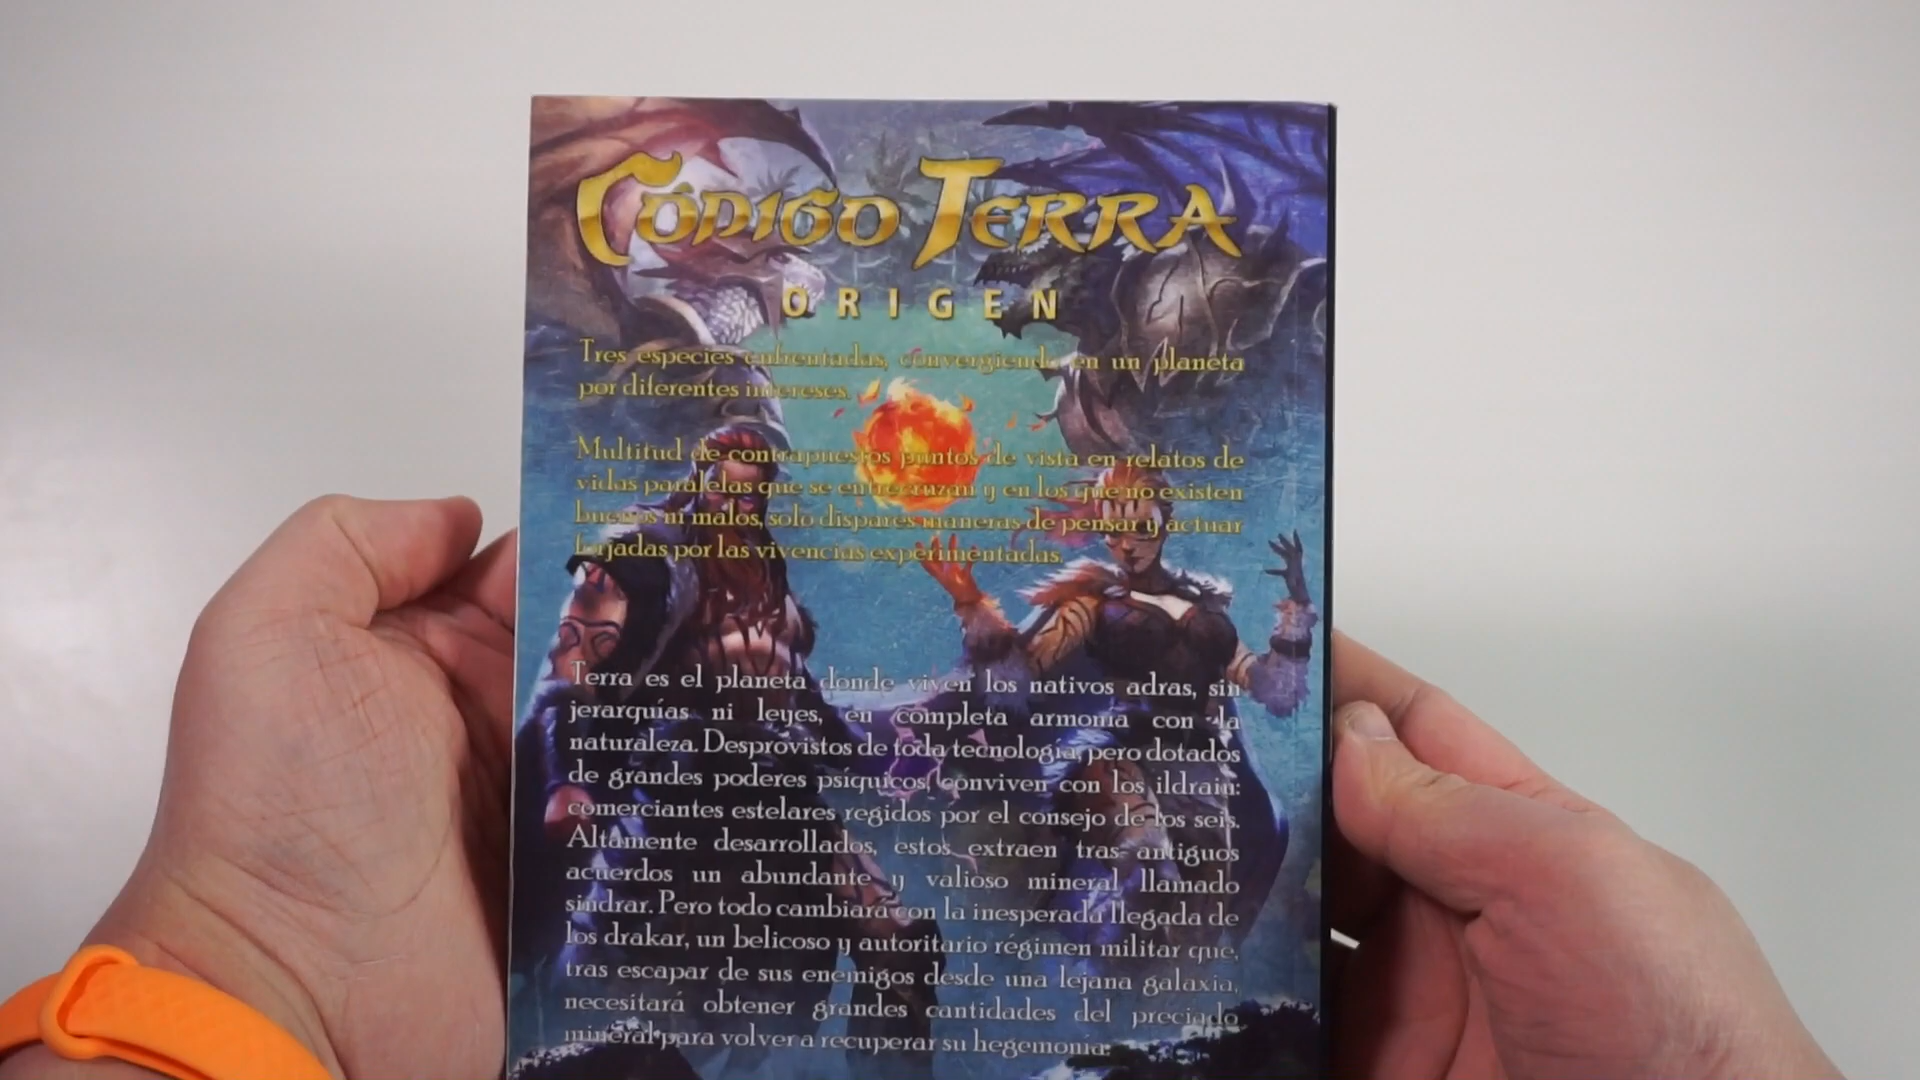 CÓDIGO TERRA
ORIGEN
Tres especies enfrentadas, convergiendo en un planeta
por diferentes intereses.
Multitud de contrapuestos puntos de vista en relatos de
vidas paralelas que se entrecruzan y en los que no existen
buenos ni malos, solo dispares maneras de pensar y actuar
forjadas por las vivencias experimentadas.
Terra es el planeta donde viven los nativos adras, sin
jerarquías ni leyes, en completa armonía con la
naturaleza. Desprovistos de toda tecnología, pero dotados
de grandes poderes psíquicos, conviven con los ildrain:
comerciantes estelares regidos por el consejo de los seis.
Altamente desarrollados, estos extraen tras antiguos
acuerdos un abundante y valioso mineral llamado
sindrar. Pero todo cambiará con la inesperada llegada de
los drakar, un belicoso y autoritario régimen militar que,
tras escapar de sus enemigos desde una lejana galaxia,
necesitará obtener grandes cantidades del preciado
mineral para volver a recuperar su hegemonía.